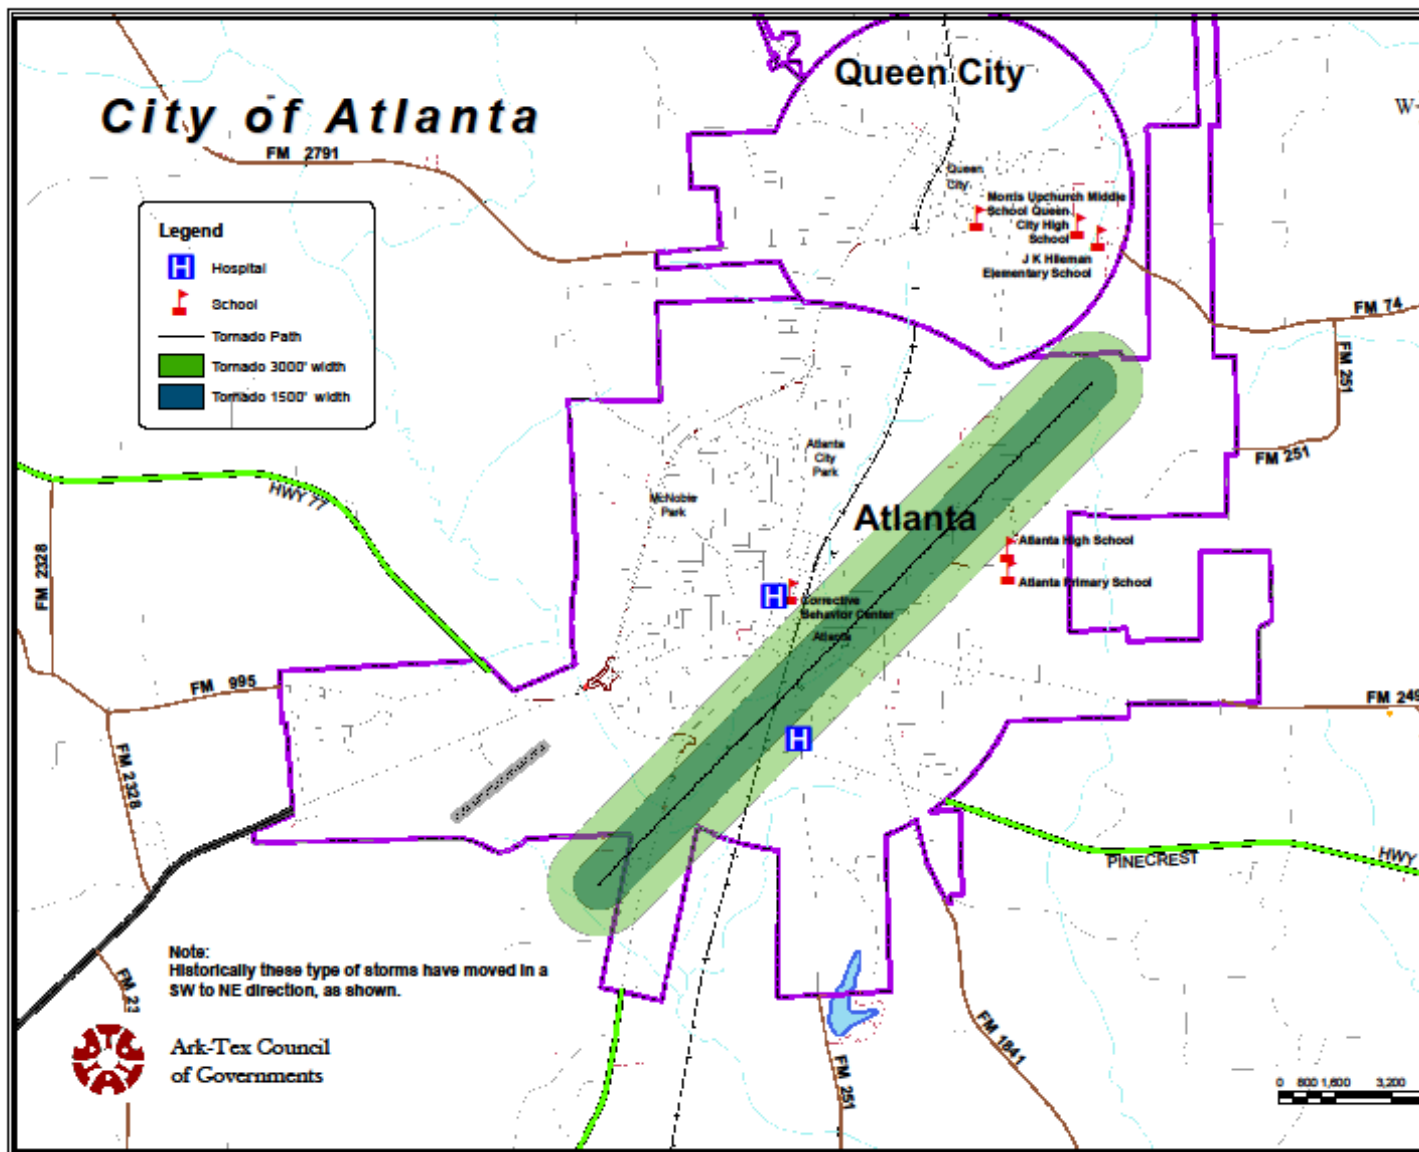 Queen City
City of Atlanta
W
FM 2791
Queen
City
Morris Upchurch Middle
School Queen
City High
School
J K Hileman
Elementary School
Legend
Hospital
School
Tornado Path
Tornado 3000' width
Tornado 1500' width
FM 74
FM 251
FM 251
Atlanta
City
Park
McNoble
Park
HWY 77
Atlanta
FM 2328
Atlanta High School
Atlanta Primary School
H
Corrective
Behavior Center
Atlanta
FM 995
FM 249
H
FM 2328
PINECREST
HWY
Note:
Historically these type of storms have moved in a
SW to NE direction, as shown.
FM 23
Ark-Tex Council
of Governments
FM 1841
FM 251
0 800 1,600 3,200